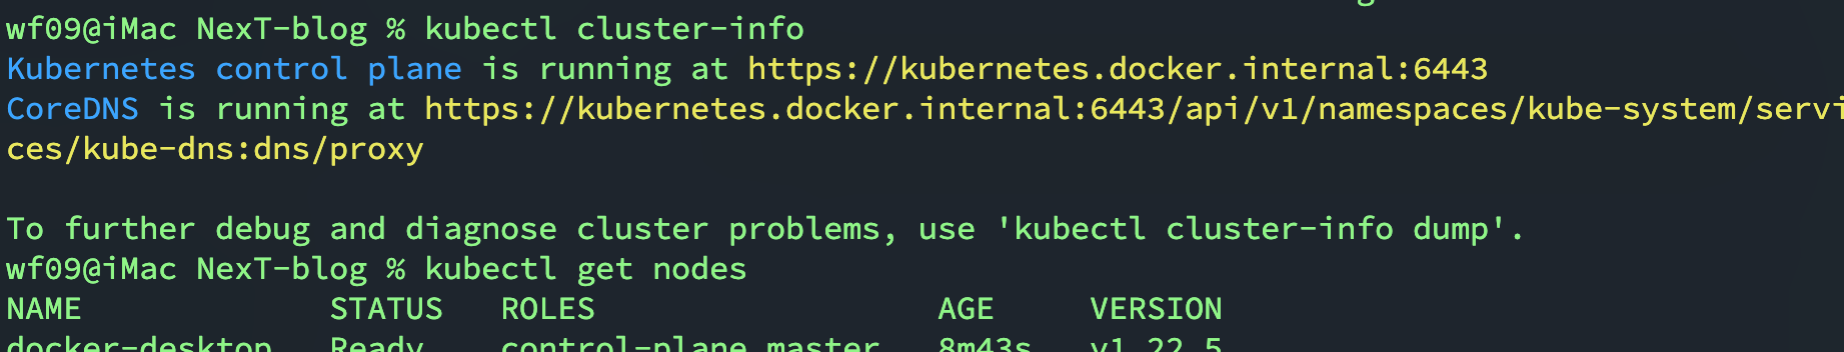 wf09@iMac NexT-blog % kubectl cluster-info
Kubernetes control plane is running at https://kubernetes.docker.internal:6443
CoreDNS is running at https://kubernetes.docker.internal:6443/api/v1/namespaces/kube-system/servi
ces/kube-dns:dns/proxy
To further debug and diagnose cluster problems, use 'kubectl cluster-info dump'.
wf09@iMac NexT-blog % kubectl get nodes
NAME STATUS ROLES AGE VERSION
docker-desktop Ready control-plane,master 8m43s v1.22.5